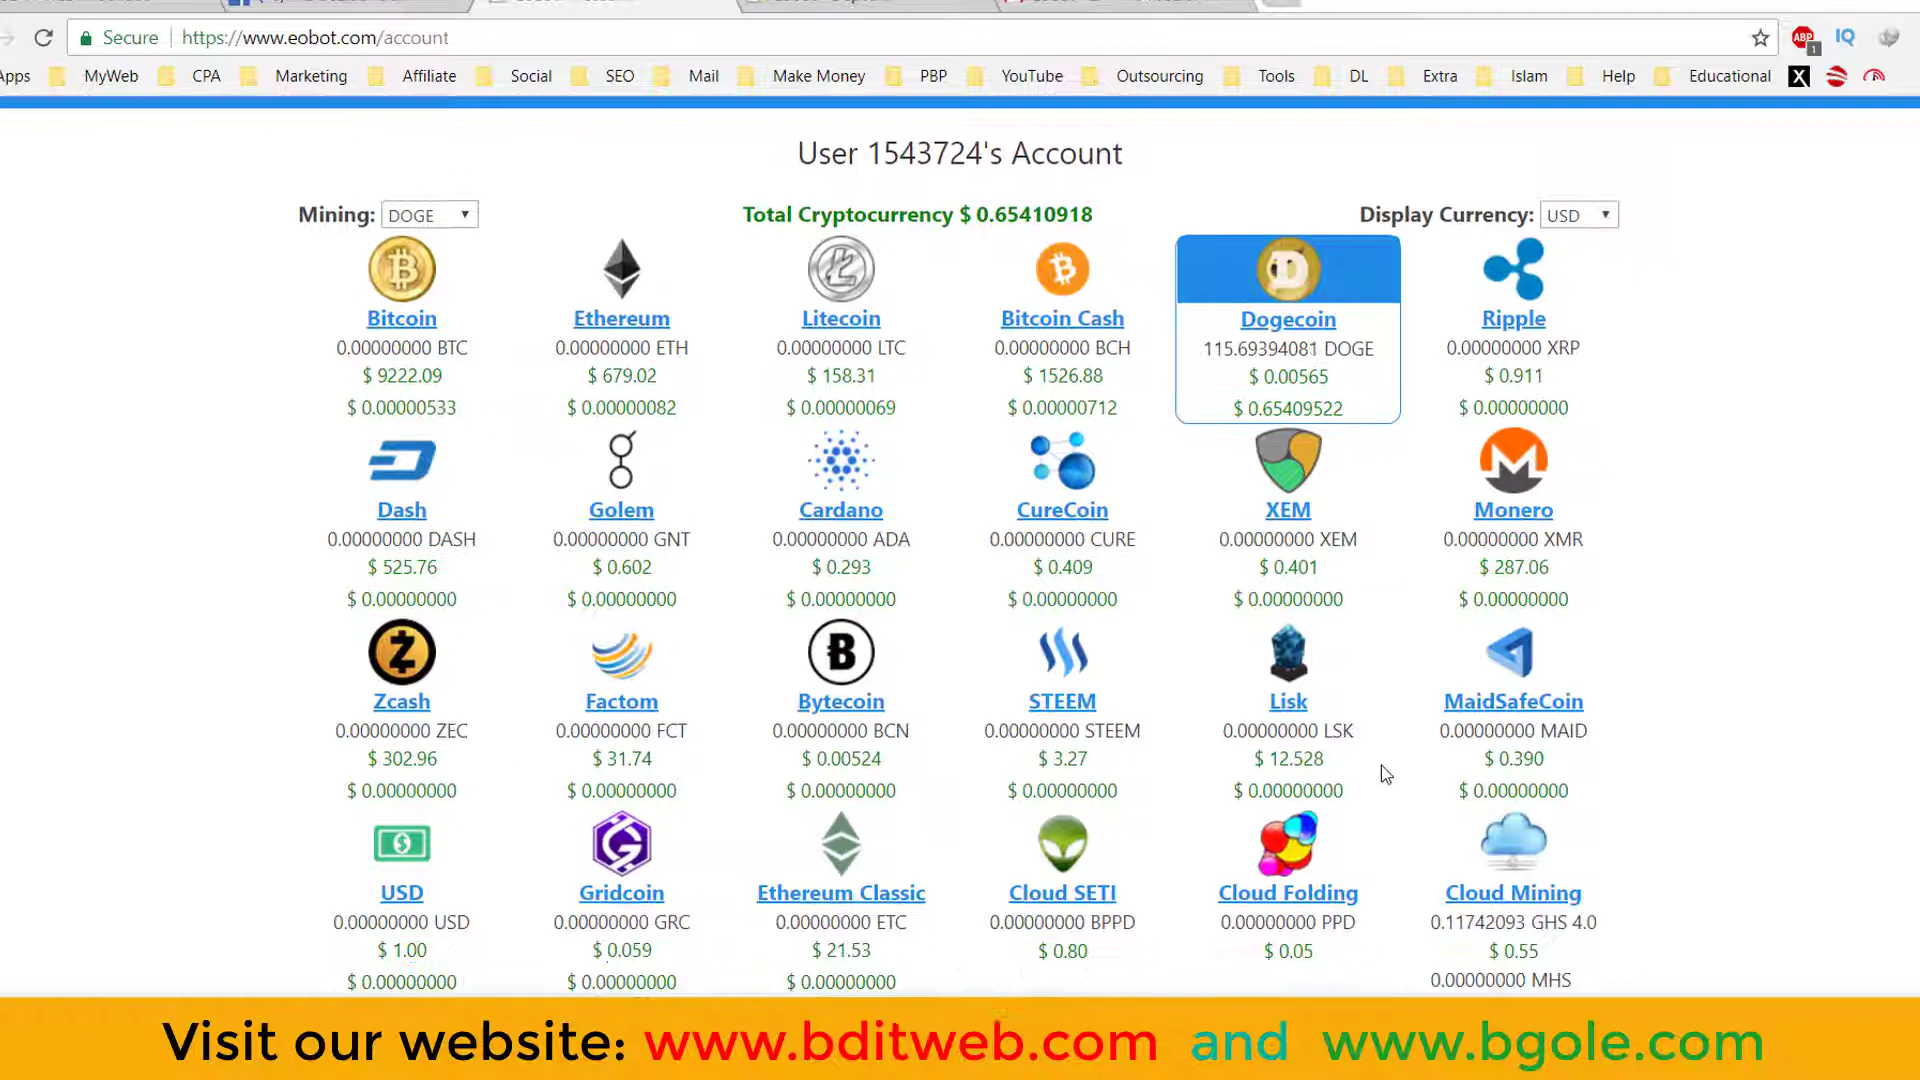 Secure https://www.eobot.com/account
ABP
1
IQ
Apps MyWeb CPA Marketing Affiliate Social SEO Mail Make Money PBP YouTube Outsourcing Tools DL Extra Islam Help Educational X
User 1543724's Account
Mining: DOGE Total Cryptocurrency $ 0.65410918 Display Currency: USD
Bitcoin Ethereum Litecoin Bitcoin Cash Dogecoin Ripple
0.00000000 BTC 0.00000000 ETH 0.00000000 LTC 0.00000000 BCH 115.69394081 DOGE 0.00000000 XRP
$ 9222.09 $ 679.02 $ 158.31 $ 1526.88 $ 0.00565 $ 0.911
$ 0.00000533 $ 0.00000082 $ 0.00000069 $ 0.00000712 $ 0.65409522 $ 0.00000000
Dash Golem Cardano CureCoin XEM Monero
0.00000000 DASH 0.00000000 GNT 0.00000000 ADA 0.00000000 CURE 0.00000000 XEM 0.00000000 XMR
$ 525.76 $ 0.602 $ 0.293 $ 0.409 $ 0.401 $ 287.06
$ 0.00000000 $ 0.00000000 $ 0.00000000 $ 0.00000000 $ 0.00000000 $ 0.00000000
Zcash Factom Bytecoin STEEM Lisk MaidSafeCoin
0.00000000 ZEC 0.00000000 FCT 0.00000000 BCN 0.00000000 STEEM 0.00000000 LSK 0.00000000 MAID
$ 302.96 $ 31.74 $ 0.00524 $ 3.27 $ 12.528 $ 0.390
$ 0.00000000 $ 0.00000000 $ 0.00000000 $ 0.00000000 $ 0.00000000 $ 0.00000000
USD Gridcoin Ethereum Classic Cloud SETI Cloud Folding Cloud Mining
0.00000000 USD 0.00000000 GRC 0.00000000 ETC 0.00000000 BPPD 0.00000000 PPD 0.11742093 GHS 4.0
$ 1.00 $ 0.059 $ 21.53 $ 0.80 $ 0.05 $ 0.55
$ 0.00000000 $ 0.00000000 $ 0.00000000 0.00000000 MHS
Visit our website: www.bditweb.com and www.bgole.com